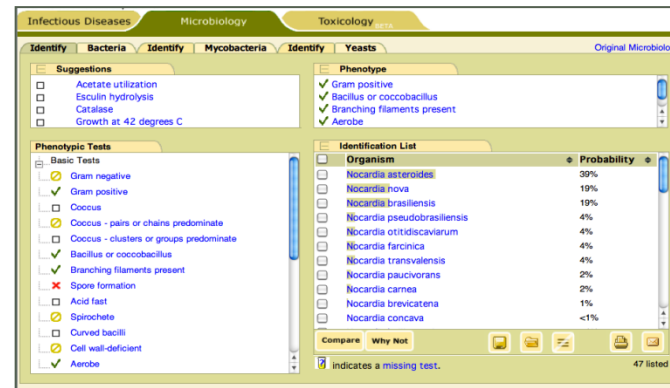 Infectious Diseases Microbiology Toxicology BETA
Identify Bacteria Identify Mycobacteria Identify Yeasts Original Microbiolo
Suggestions
Acetate utilization
Esculin hydrolysis
Catalase
Growth at 42 degrees C
Phenotype
Gram positive
Bacillus or coccobacillus
Branching filaments present
Aerobe
Phenotypic Tests
Basic Tests
Gram negative
Gram positive
Coccus
Coccus - pairs or chains predominate
Coccus - clusters or groups predominate
Bacillus or coccobacillus
Branching filaments present
Spore formation
Acid fast
Spirochete
Curved bacilli
Cell wall-deficient
Aerobe
Identification List
Organism Probability
Nocardia asteroides 39%
Nocardia nova 19%
Nocardia brasiliensis 19%
Nocardia pseudobrasiliensis 4%
Nocardia otitidiscaviarum 4%
Nocardia farcinica 4%
Nocardia transvalensis 4%
Nocardia paucivorans 2%
Nocardia carnea 2%
Nocardia brevicatena 1%
Nocardia concava <1%
Compare Why Not
? indicates a missing test. 47 listed